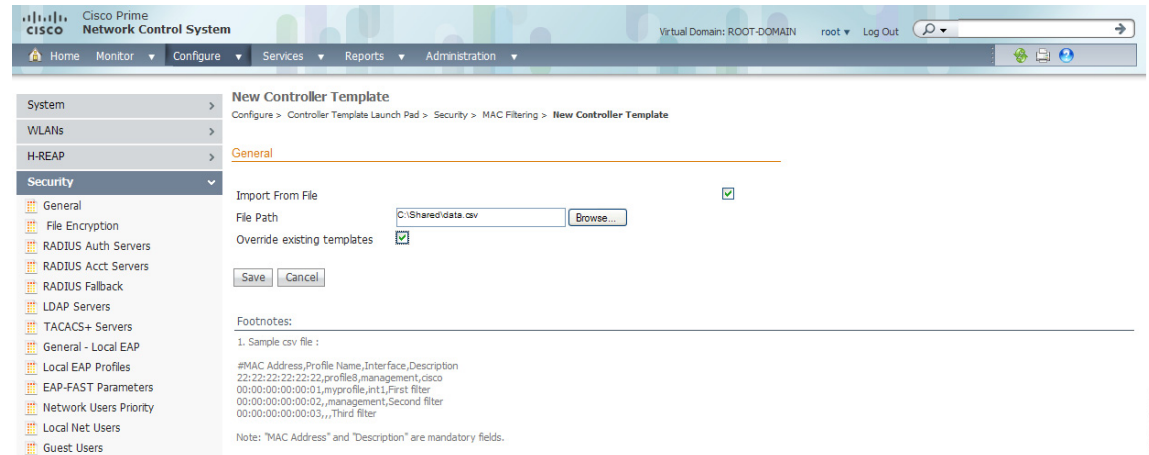 Cisco Prime
CISCO Network Control System
Virtual Domain: ROOT-DOMAIN root Log Out
Home Monitor Configure Services Reports Administration
System
WLANs
H-REAP
Security
General
File Encryption
RADIUS Auth Servers
RADIUS Acct Servers
RADIUS Fallback
LDAP Servers
TACACS+ Servers
General - Local EAP
Local EAP Profiles
EAP-FAST Parameters
Network Users Priority
Local Net Users
Guest Users
New Controller Template
Configure > Controller Template Launch Pad > Security > MAC Filtering > New Controller Template
General
Import From File
File Path C:\Shared\data.csv Browse...
Override existing templates
Save Cancel
Footnotes:
1. Sample csv file :
#MAC Address,Profile Name,Interface,Description
22:22:22:22:22:22,profile8,management,cisco
00:00:00:00:00:01,myprofile,int1,First filter
00:00:00:00:00:02,,management,Second filter
00:00:00:00:00:03,,,Third filter
Note: "MAC Address" and "Description" are mandatory fields.